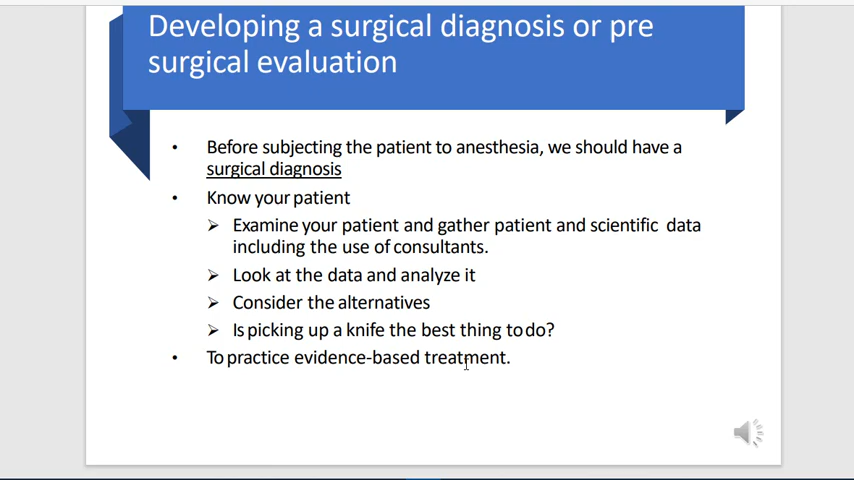 Developing a surgical diagnosis or pre
surgical evaluation
• Before subjecting the patient to anesthesia, we should have a
surgical diagnosis
• Know your patient
➢ Examine your patient and gather patient and scientific data
including the use of consultants.
➢ Look at the data and analyze it
➢ Consider the alternatives
➢ Is picking up a knife the best thing to do?
• To practice evidence-based treatment.